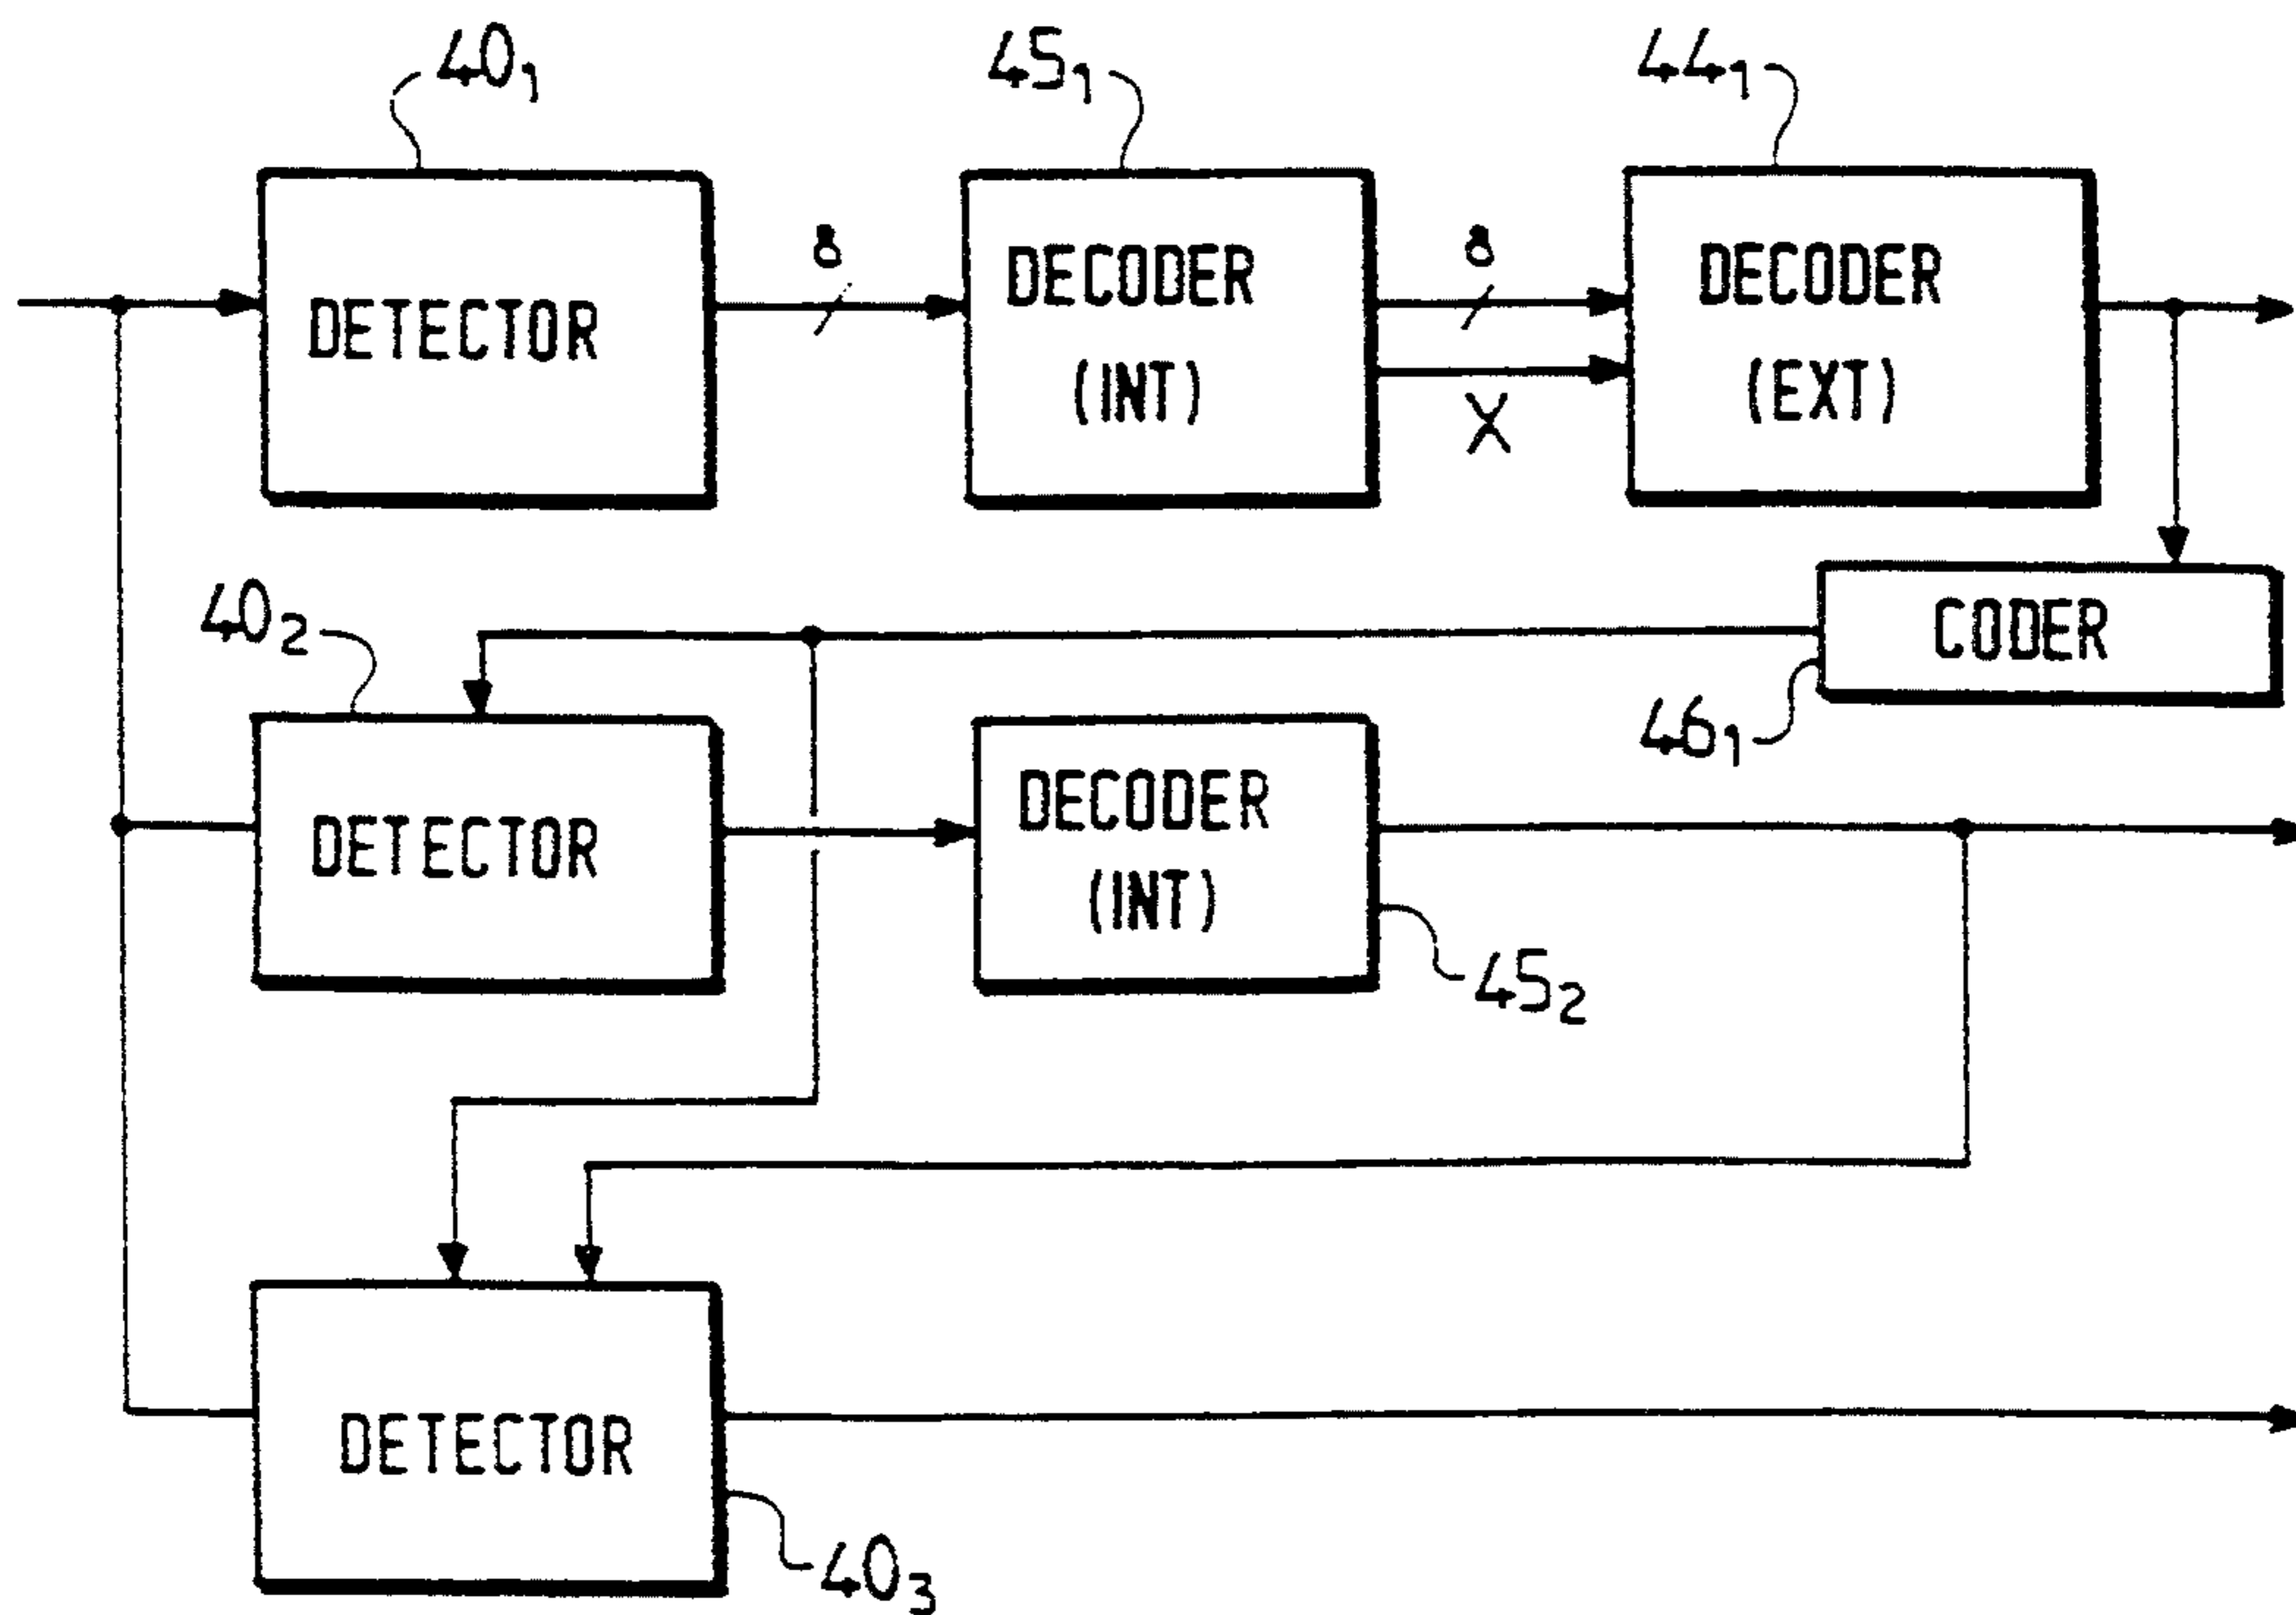 40₁
45₁
44₁
8
8
DETECTOR
DECODER
(INT)
X
DECODER
(EXT)
40₂
CODER
46₁
DETECTOR
DECODER
(INT)
45₂
DETECTOR
40₃